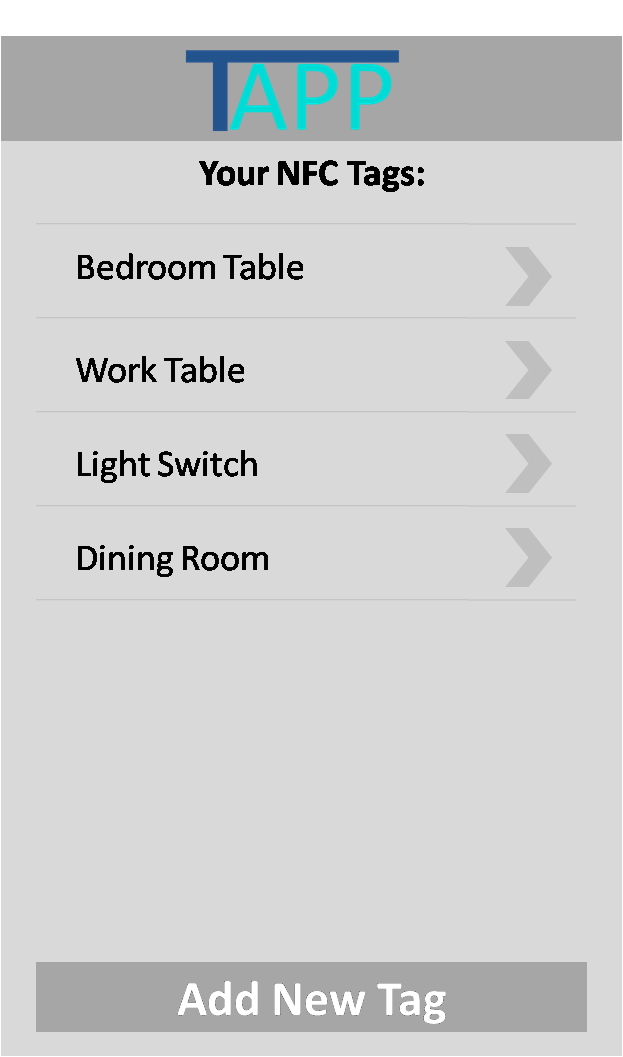 TAPP
Your NFC Tags:
Bedroom Table
Work Table
Light Switch
Dining Room
Add New Tag